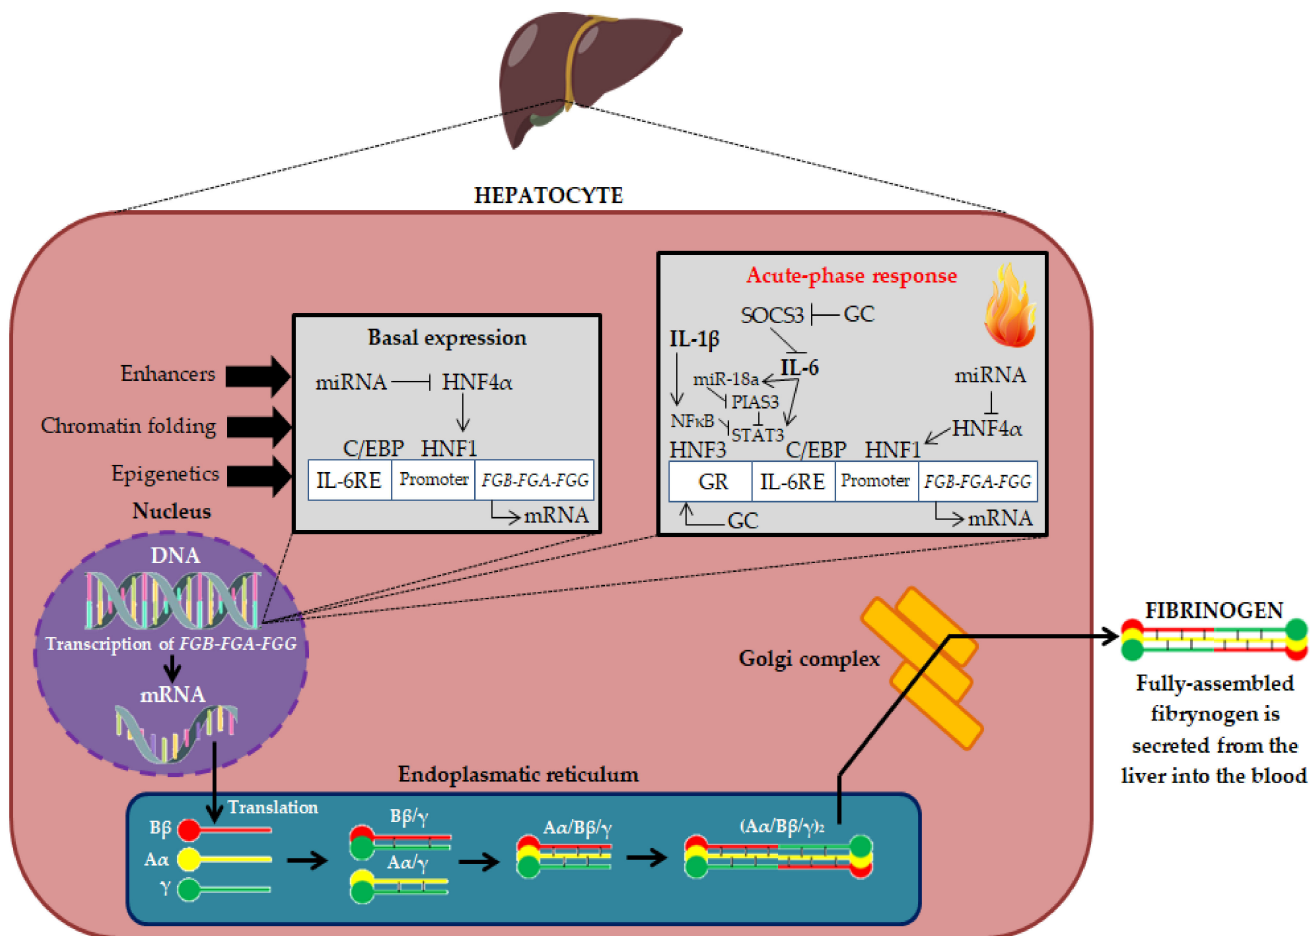 HEPATOCYTE
Basal expression
miRNA
HNF4α
C/EBP
HNF1
IL-6RE
Promoter
FGB-FGA-FGG
mRNA
Enhancers
Chromatin folding
Epigenetics
Acute-phase response
SOCS3
GC
IL-1β
IL-6
miR-18a
miRNA
PIAS3
NFκB
STAT3
HNF4α
HNF3
C/EBP
HNF1
GR
IL-6RE
Promoter
FGB-FGA-FGG
GC
mRNA
Nucleus
DNA
Transcription of FGB-FGA-FGG
mRNA
Golgi complex
FIBRINOGEN
Fully-assembled
fibrynogen is
secreted from the
liver into the blood
Endoplasmatic reticulum
Translation
Bβ
Aα
γ
Bβ/γ
Aα/γ
Aα/Bβ/γ
(Aα/Bβ/γ)₂